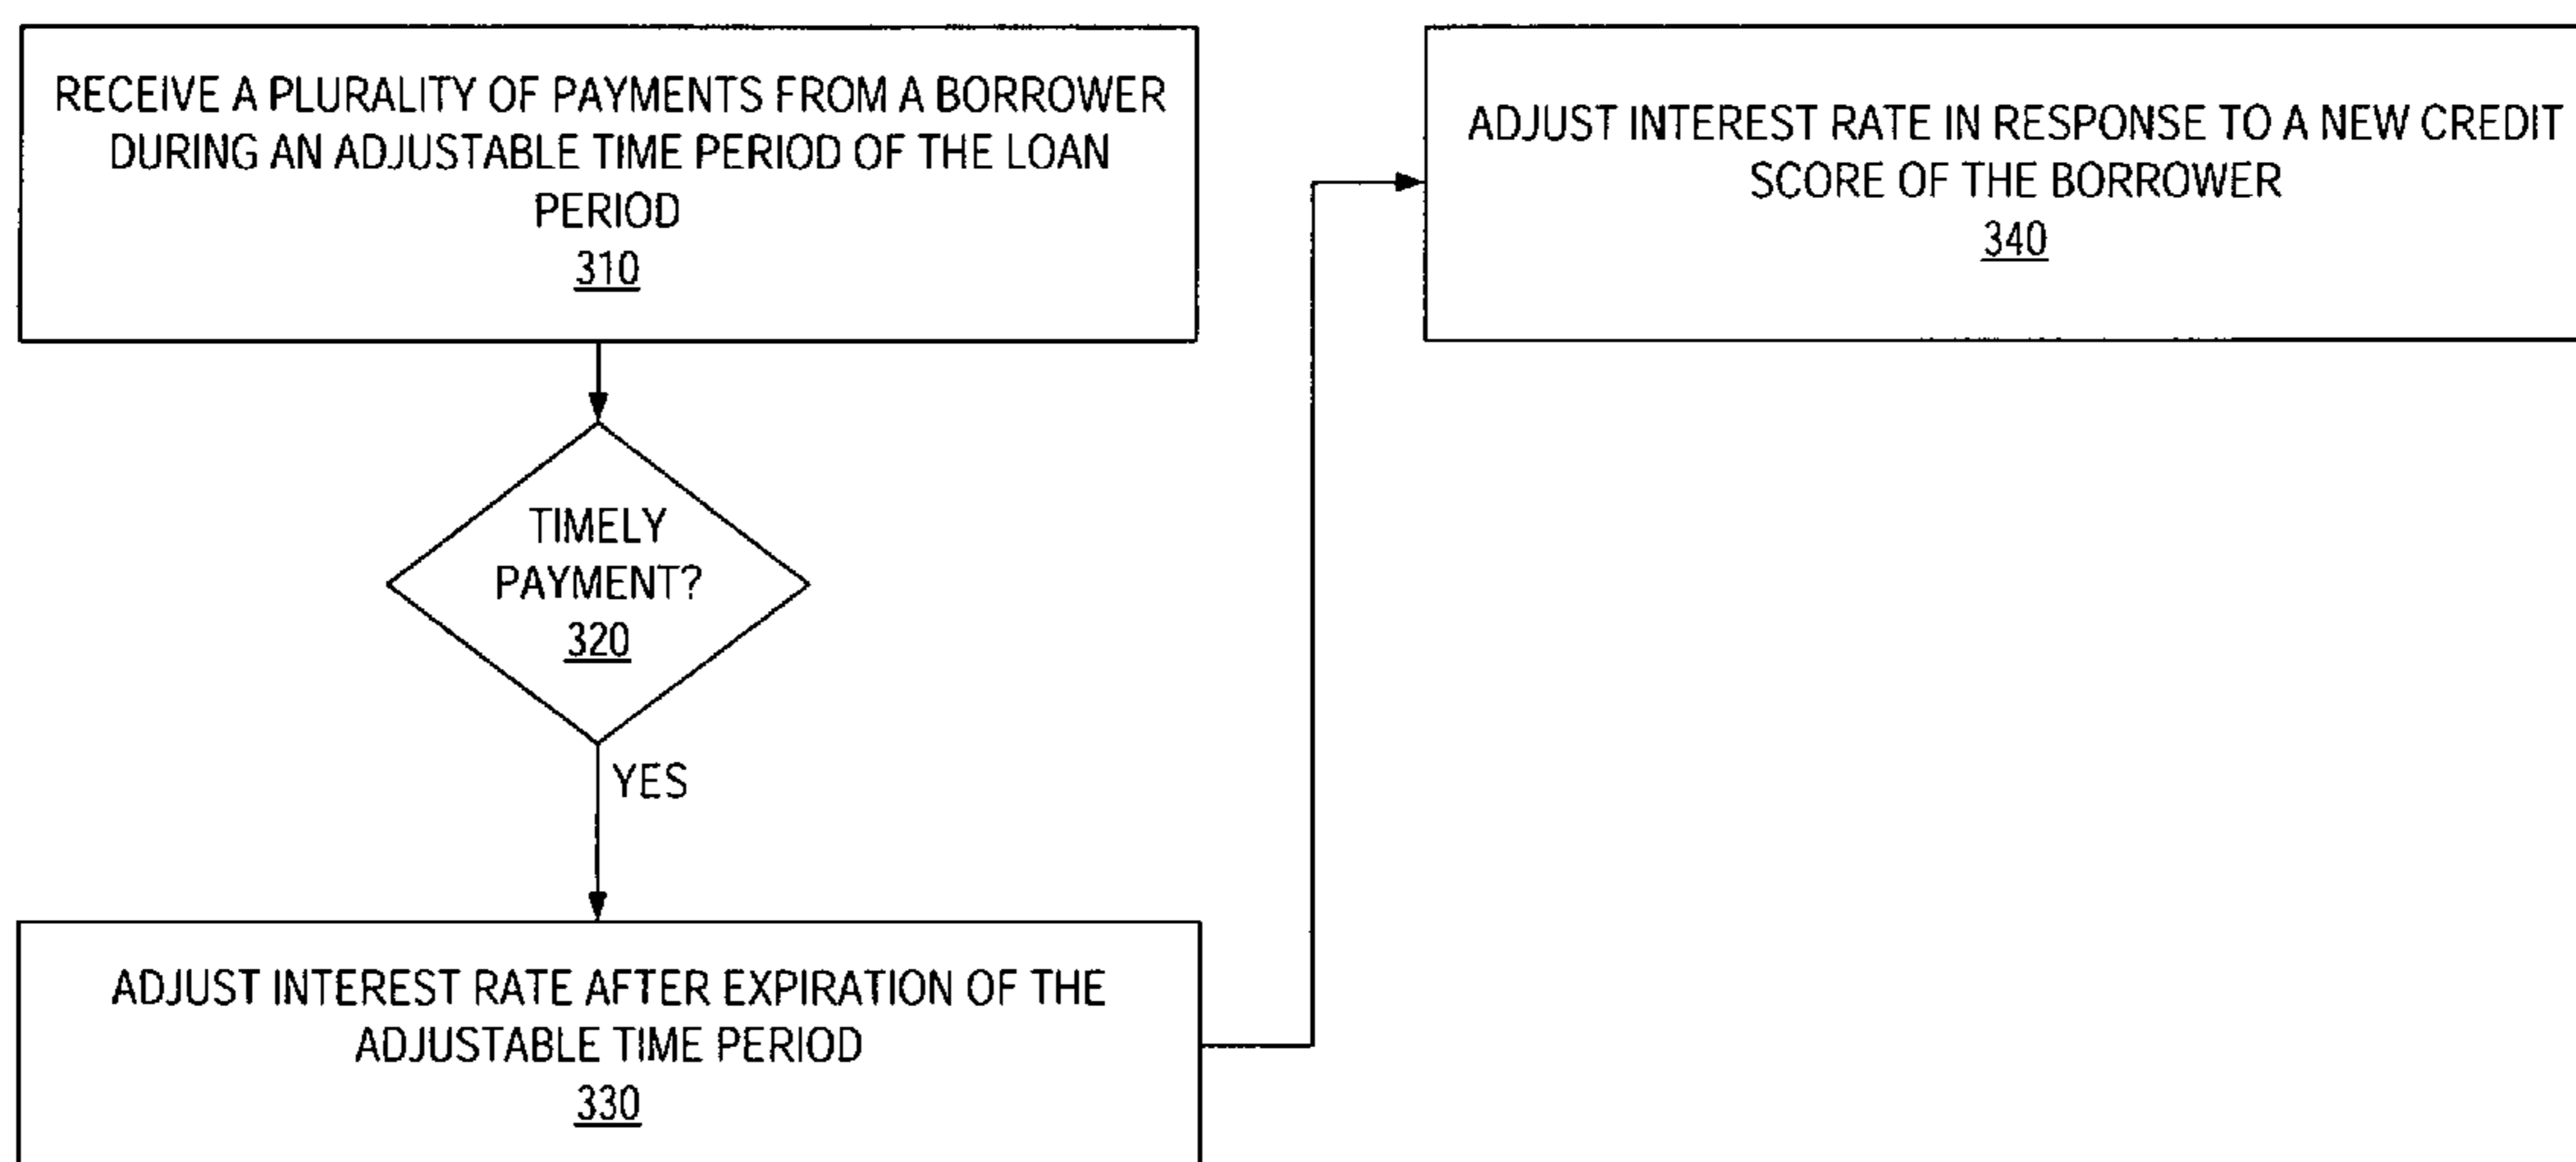 RECEIVE A PLURALITY OF PAYMENTS FROM A BORROWER
DURING AN ADJUSTABLE TIME PERIOD OF THE LOAN
PERIOD
310
TIMELY
PAYMENT?
320
YES
ADJUST INTEREST RATE AFTER EXPIRATION OF THE
ADJUSTABLE TIME PERIOD
330
ADJUST INTEREST RATE IN RESPONSE TO A NEW CREDIT
SCORE OF THE BORROWER
340